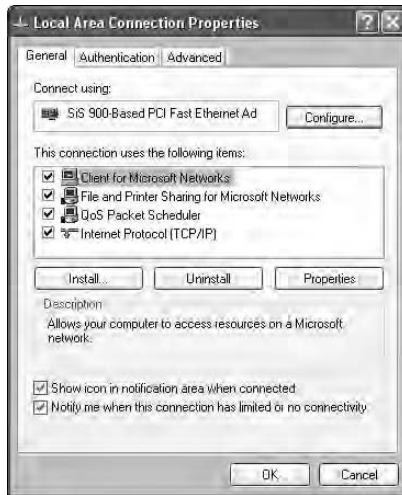 Local Area Connection Properties
General Authentication Advanced
Connect using:
SiS 900-Based PCI Fast Ethernet Ad Configure...
This connection uses the following items:
Client for Microsoft Networks
File and Printer Sharing for Microsoft Networks
QoS Packet Scheduler
Internet Protocol (TCP/IP)
Install... Uninstall Properties
Description
Allows your computer to access resources on a Microsoft
network.
Show icon in notification area when connected
Notify me when this connection has limited or no connectivity
OK Cancel